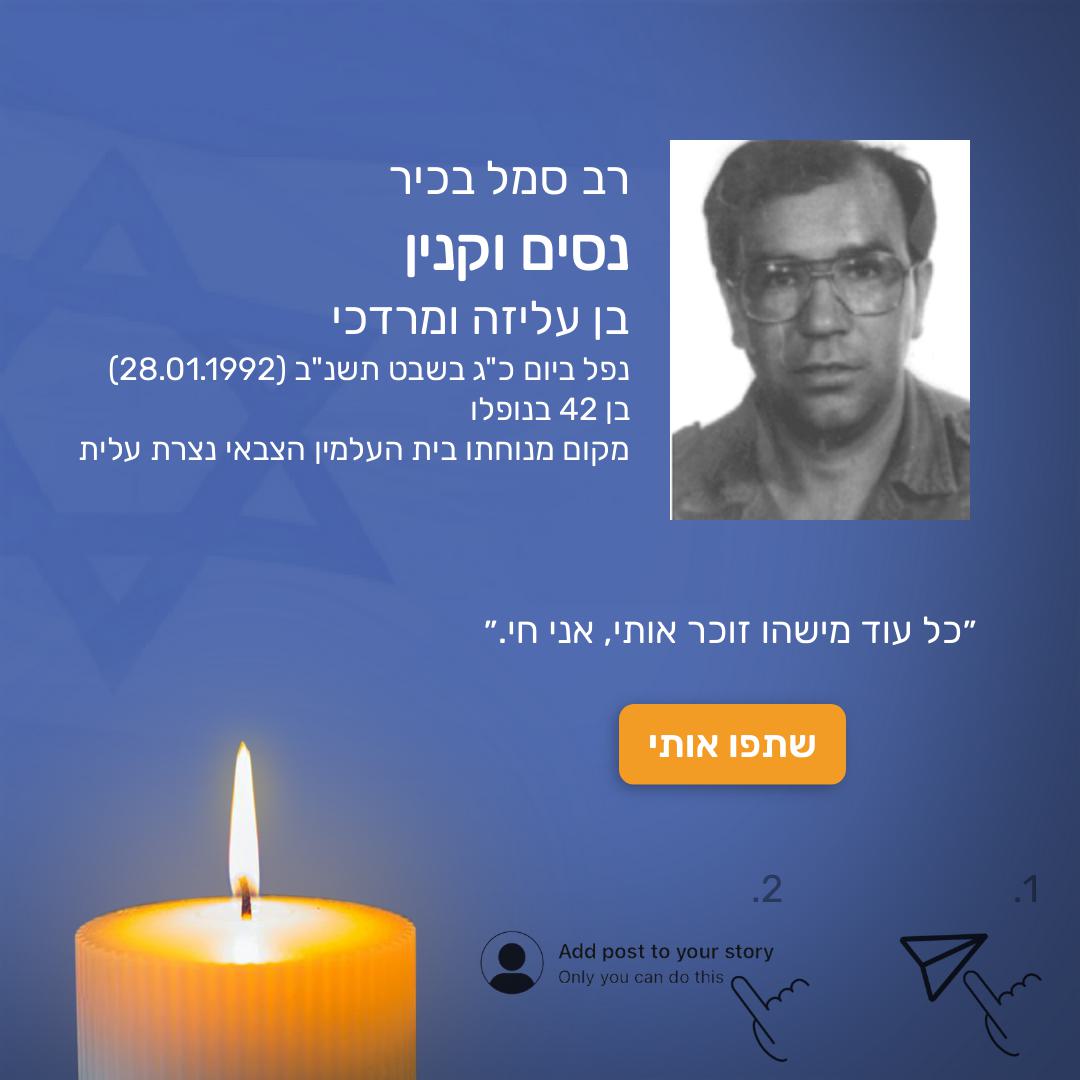 רב סמל בכיר
נסים וקנין
בן עליזה ומרדכי
נפל ביום כ"ג בשבט תשנ"ב (28.01.1992)
בן 42 בנופלו
מקום מנוחתו בית העלמין הצבאי נצרת עלית
״כל עוד מישהו זוכר אותי, אני חי.״
שתפו אותי
1.
2.
Add post to your story
Only you can do this